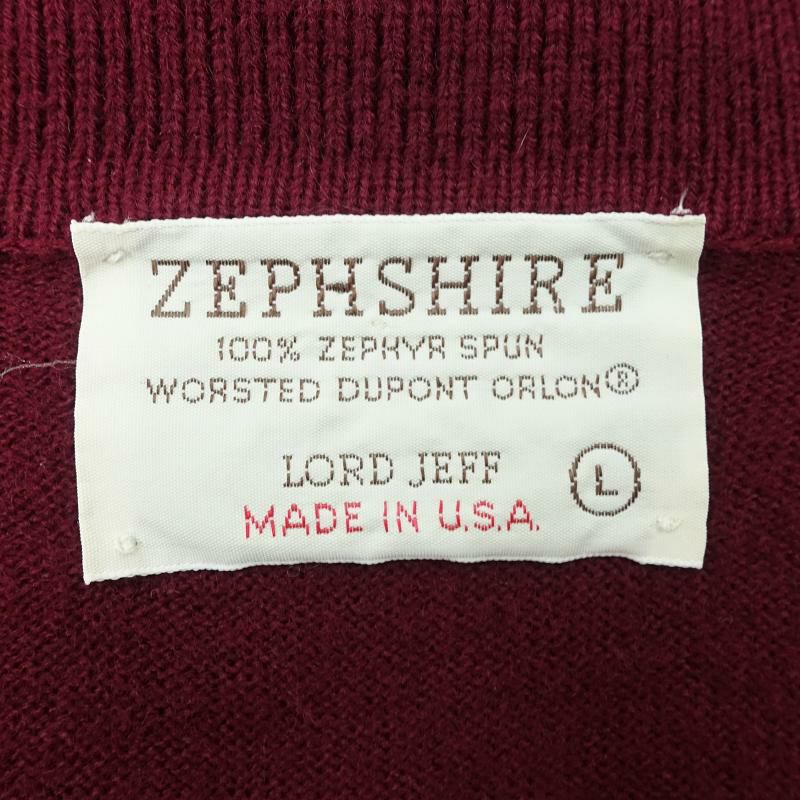 ZEPHSHIRE
100% ZEPHYR SPUN
WORSTED DUPONT ORLON®
LORD JEFF
L
MADE IN U.S.A.